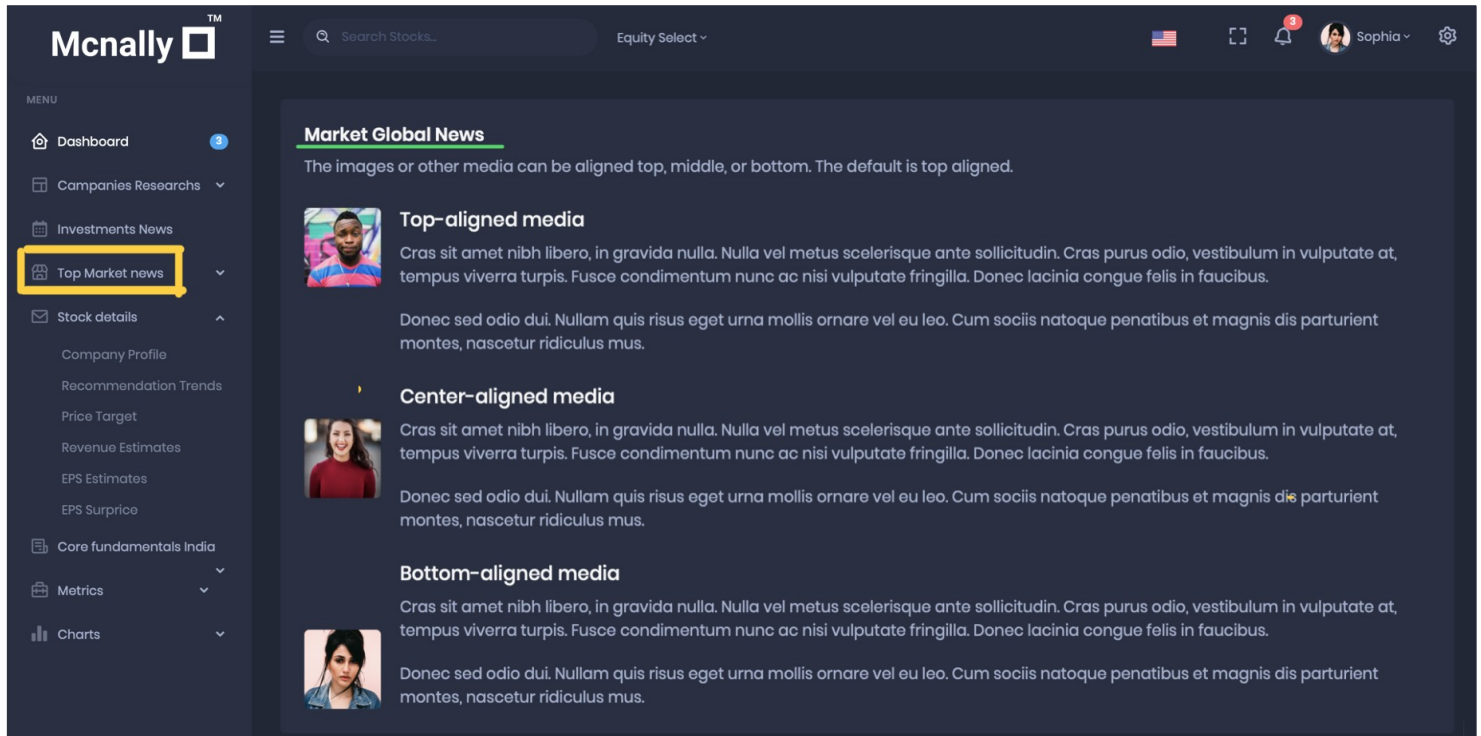 Mcnally TM
Search Stocks...
Equity Select
3
Sophia
MENU
Dashboard 3
Campanies Researchs
Investments News
Top Market news
Stock details
Company Profile
Recommendation Trends
Price Target
Revenue Estimates
EPS Estimates
EPS Surprice
Core fundamentals India
Metrics
Charts
Market Global News
The images or other media can be aligned top, middle, or bottom. The default is top aligned.
Top-aligned media
Cras sit amet nibh libero, in gravida nulla. Nulla vel metus scelerisque ante sollicitudin. Cras purus odio, vestibulum in vulputate at,
tempus viverra turpis. Fusce condimentum nunc ac nisi vulputate fringilla. Donec lacinia congue felis in faucibus.
Donec sed odio dui. Nullam quis risus eget urna mollis ornare vel eu leo. Cum sociis natoque penatibus et magnis dis parturient
montes, nascetur ridiculus mus.
Center-aligned media
Cras sit amet nibh libero, in gravida nulla. Nulla vel metus scelerisque ante sollicitudin. Cras purus odio, vestibulum in vulputate at,
tempus viverra turpis. Fusce condimentum nunc ac nisi vulputate fringilla. Donec lacinia congue felis in faucibus.
Donec sed odio dui. Nullam quis risus eget urna mollis ornare vel eu leo. Cum sociis natoque penatibus et magnis dis parturient
montes, nascetur ridiculus mus.
Bottom-aligned media
Cras sit amet nibh libero, in gravida nulla. Nulla vel metus scelerisque ante sollicitudin. Cras purus odio, vestibulum in vulputate at,
tempus viverra turpis. Fusce condimentum nunc ac nisi vulputate fringilla. Donec lacinia congue felis in faucibus.
Donec sed odio dui. Nullam quis risus eget urna mollis ornare vel eu leo. Cum sociis natoque penatibus et magnis dis parturient
montes, nascetur ridiculus mus.